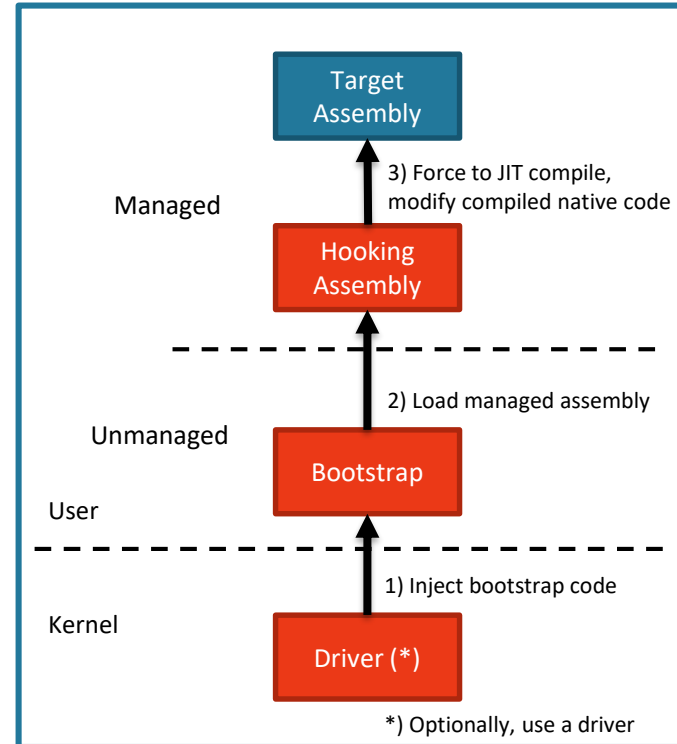 Target
Assembly
3) Force to JIT compile,
modify compiled native code
Managed
Hooking
Assembly
2) Load managed assembly
Unmanaged
Bootstrap
User
1) Inject bootstrap code
Kernel
Driver (*)
*) Optionally, use a driver